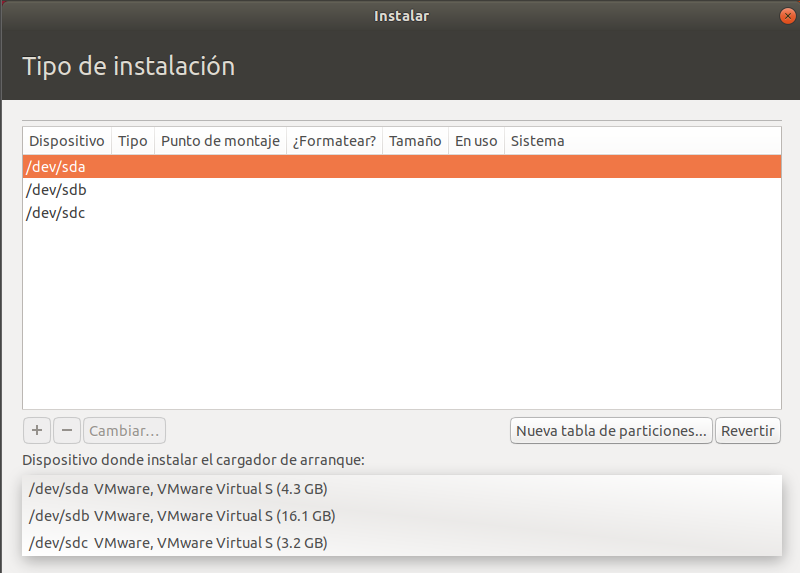 Instalar
Tipo de instalación
Dispositivo Tipo Punto de montaje ¿Formatear? Tamaño En uso Sistema
/dev/sda
/dev/sdb
/dev/sdc
+ − Cambiar... Nueva tabla de particiones... Revertir
Dispositivo donde instalar el cargador de arranque:
/dev/sda VMware, VMware Virtual S (4.3 GB)
/dev/sdb VMware, VMware Virtual S (16.1 GB)
/dev/sdc VMware, VMware Virtual S (3.2 GB)